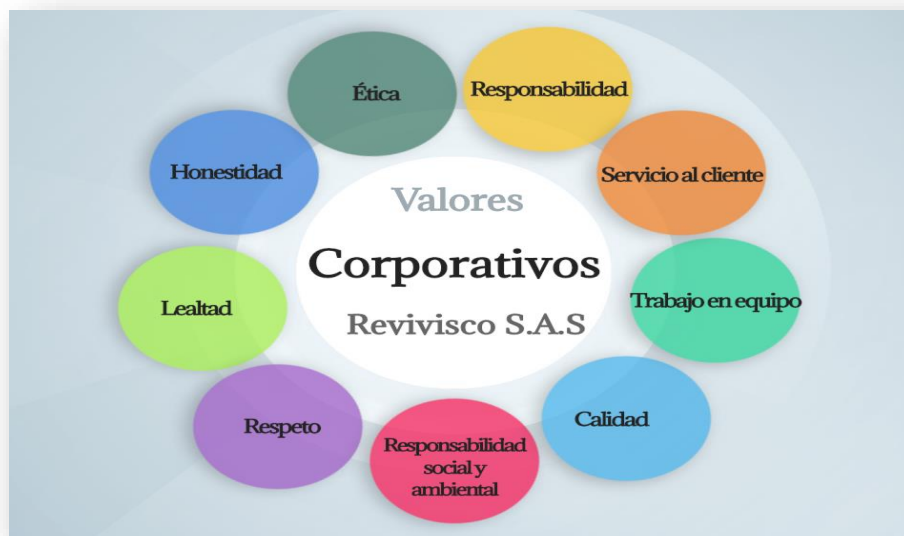 Valores
Corporativos
Revivisco S.A.S
Ética
Responsabilidad
Servicio al cliente
Trabajo en equipo
Calidad
Responsabilidad
social y
ambiental
Respeto
Lealtad
Honestidad